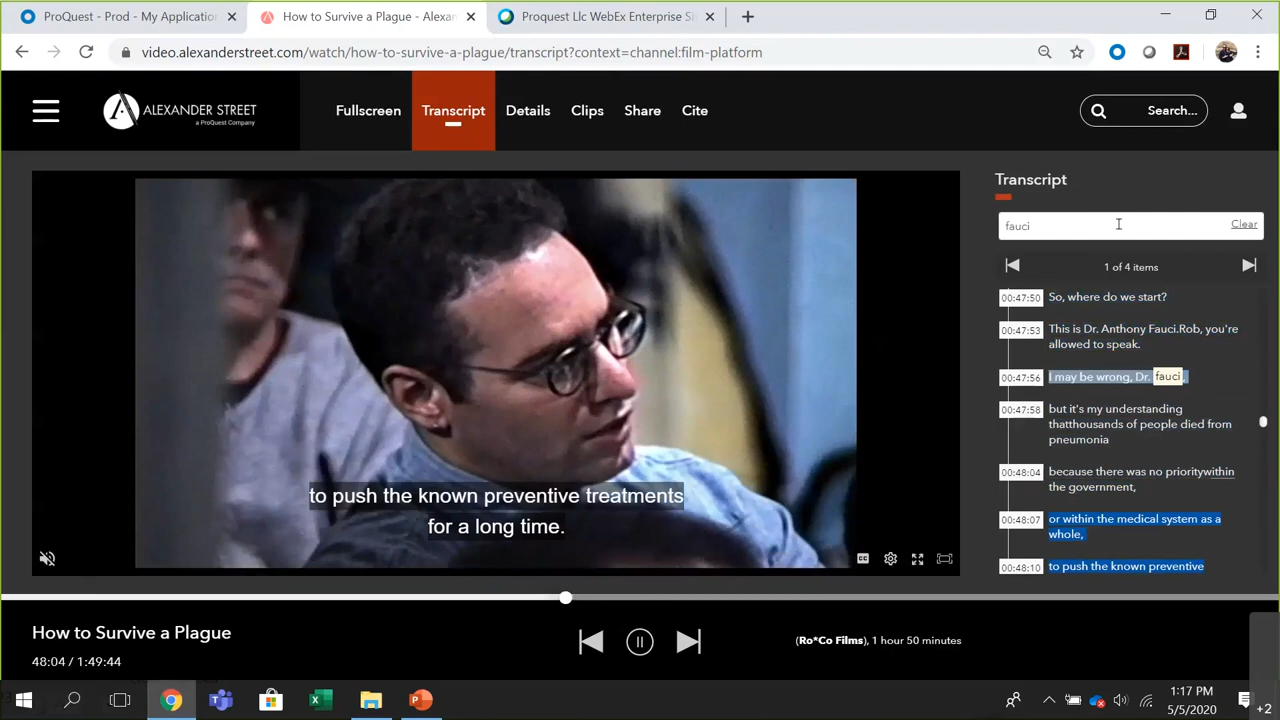 ProQuest - Prod - My Application
How to Survive a Plague - Alexan
Proquest Llc WebEx Enterprise Si
video.alexanderstreet.com/watch/how-to-survive-a-plague/transcript?context=channel:film-platform
ALEXANDER STREET
a ProQuest Company
Fullscreen
Transcript
Details
Clips
Share
Cite
Search...
Transcript
fauci
Clear
1 of 4 items
00:47:50 So, where do we start?
00:47:53 This is Dr. Anthony Fauci.Rob, you're
allowed to speak.
00:47:56 I may be wrong, Dr. fauci,
00:47:58 but it's my understanding
thatthousands of people died from
pneumonia
00:48:04 because there was no prioritywithin
the government,
00:48:07 or within the medical system as a
whole,
00:48:10 to push the known preventive
to push the known preventive treatments
for a long time.
CC
How to Survive a Plague
(Ro*Co Films), 1 hour 50 minutes
48:04 / 1:49:44
1:17 PM
5/5/2020
+2